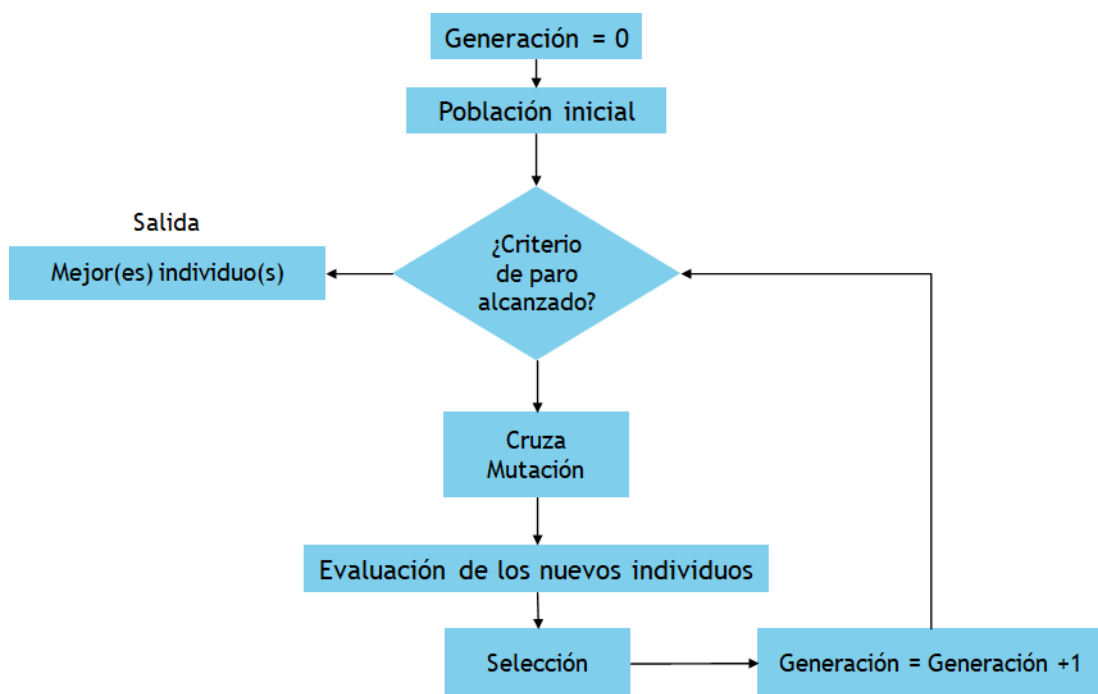 Generación = 0
Población inicial
¿Criterio
de paro
alcanzado?
Salida
Mejor(es) individuo(s)
Cruza
Mutación
Evaluación de los nuevos individuos
Selección
Generación = Generación +1